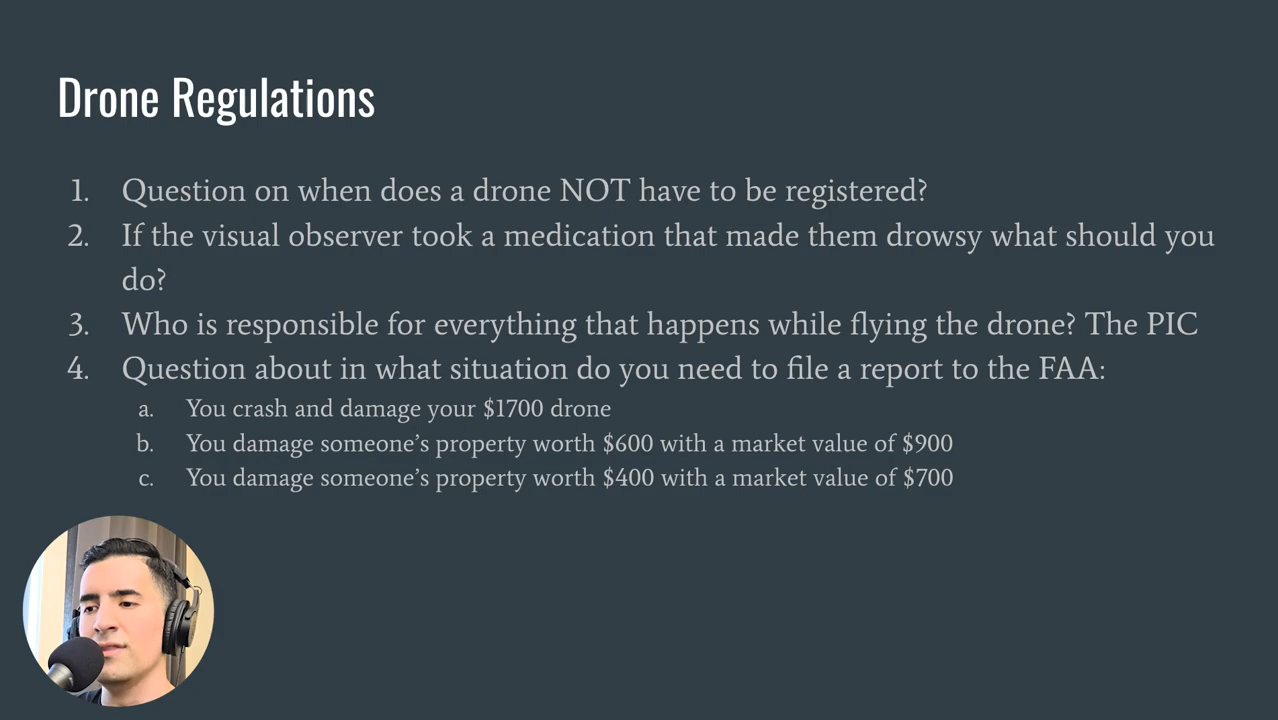 Drone Regulations
1. Question on when does a drone NOT have to be registered?
2. If the visual observer took a medication that made them drowsy what should you
do?
3. Who is responsible for everything that happens while flying the drone? The PIC
4. Question about in what situation do you need to file a report to the FAA:
a. You crash and damage your $1700 drone
b. You damage someone’s property worth $600 with a market value of $900
c. You damage someone’s property worth $400 with a market value of $700